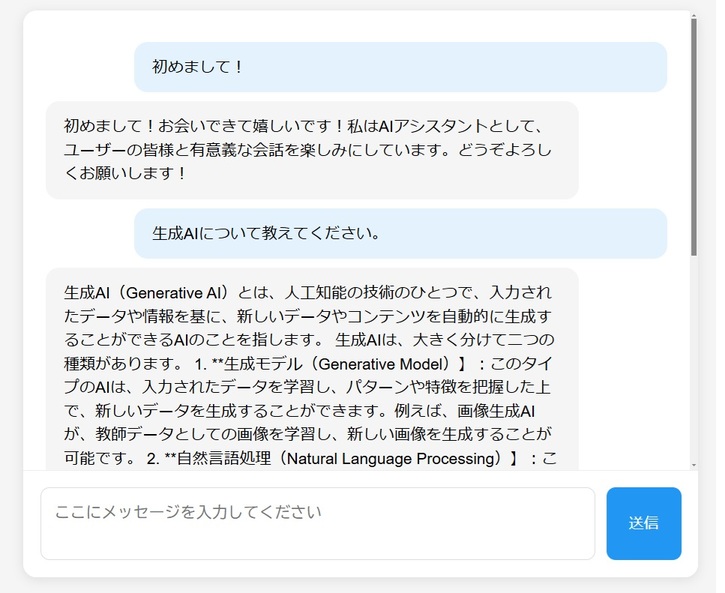 初めまして！
初めまして！お会いできて嬉しいです！私はAIアシスタントとして、
ユーザーの皆様と有意義な会話を楽しみにしています。どうぞよろし
くお願いします！
生成AIについて教えてください。
生成AI（Generative AI）とは、人工知能の技術のひとつで、入力され
たデータや情報を基に、新しいデータやコンテンツを自動的に生成す
ることができるAIのことを指します。 生成AIは、大きく分けて二つの
種類があります。 1. **生成モデル（Generative Model）】：このタイ
プのAIは、入力されたデータを学習し、パターンや特徴を把握した上
で、新しいデータを生成することができます。例えば、画像生成AI
が、教師データとしての画像を学習し、新しい画像を生成することが
可能です。 2. **自然言語処理（Natural Language Processing）】：こ
ここにメッセージを入力してください
送信